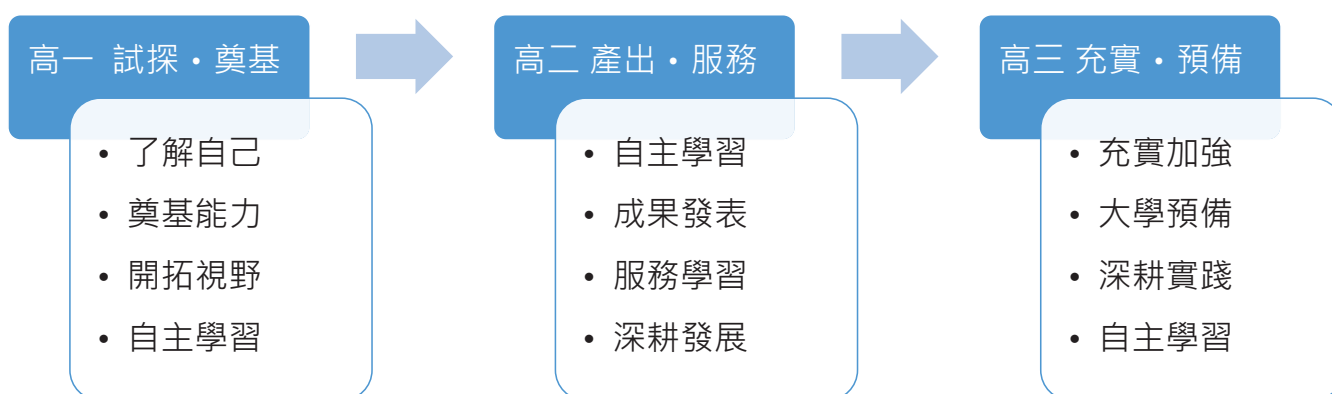 高一 試探・奠基
• 了解自己
• 奠基能力
• 開拓視野
• 自主學習
高二 產出・服務
• 自主學習
• 成果發表
• 服務學習
• 深耕發展
高三 充實・預備
• 充實加強
• 大學預備
• 深耕實踐
• 自主學習